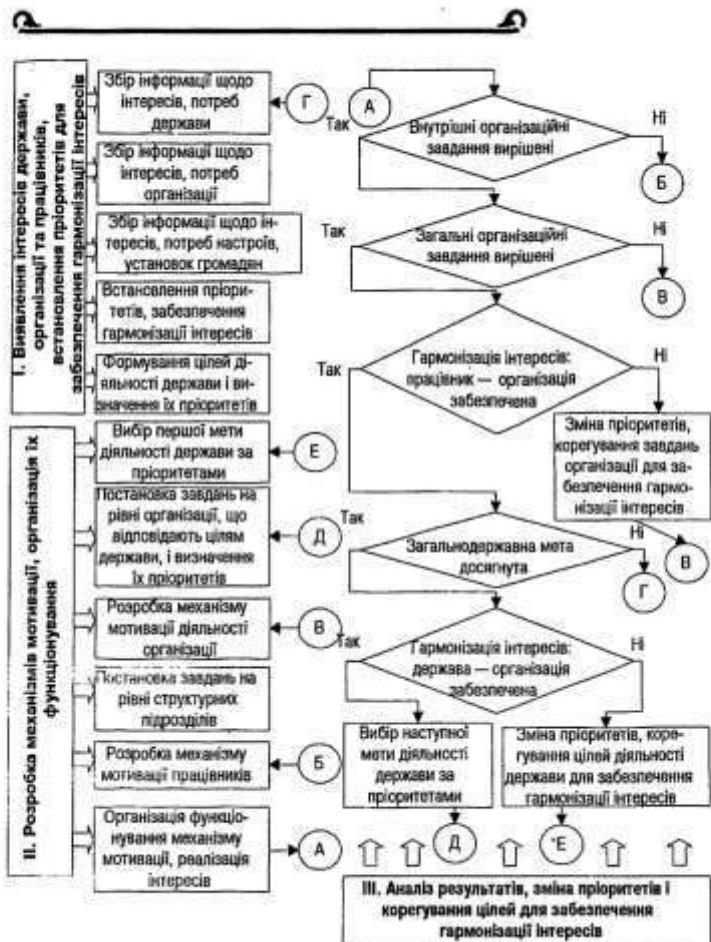 І. Виявлення інтересів держави,
організації та працівників,
встановлення пріоритетів для
забезпечення гармонізації інтересів
Збір інформації щодо
інтересів, потреб
держави
Г
Збір інформації щодо
інтересів, потреб
організації
Збір інформації щодо ін-
тересів, потреб настроїв,
установок громадян
Встановлення пріори-
тетів, забезпечення
гармонізації інтересів
Формування цілей ді-
яльності держави і виз-
начення їх пріоритетів
ІІ. Розробка механізмів мотивації, організація їх
функціонування
Вибір першої мети
діяльності держави за
пріоритетами
Е
Постановка завдань на
рівні організації, що
відповідають цілям
держави, і визначення
їх пріоритетів
Д
Розробка механізму
мотивації діяльності
організації
В
Постановка завдань на
рівні структурних
підрозділів
Розробка механізму
мотивації працівників
Б
Організація функціо-
нування механізму
мотивації, реалізація
інтересів
А
А
Так
Внутрішні організаційні
завдання вирішені
Ні
Б
Так
Загальні організаційні
завдання вирішені
Ні
В
Так
Гармонізація інтересів:
працівник — організація
забезпечена
Ні
Зміна пріоритетів,
корегування завдань
організації для за-
безпечення гармо-
нізації інтересів
В
Так
Загальнодержавна мета
досягнута
Ні
Г
Так
Гармонізація інтересів:
держава — організація
забезпечена
Ні
Вибір наступної
мети діяльності
держави за
пріоритетами
Д
Зміна пріоритетів, коре-
гування цілей діяльності
держави для забезпечення
гармонізації інтересів
"Е
ІІІ. Аналіз результатів, зміна пріоритетів і
корегування цілей для забезпечення
гармонізації інтересів